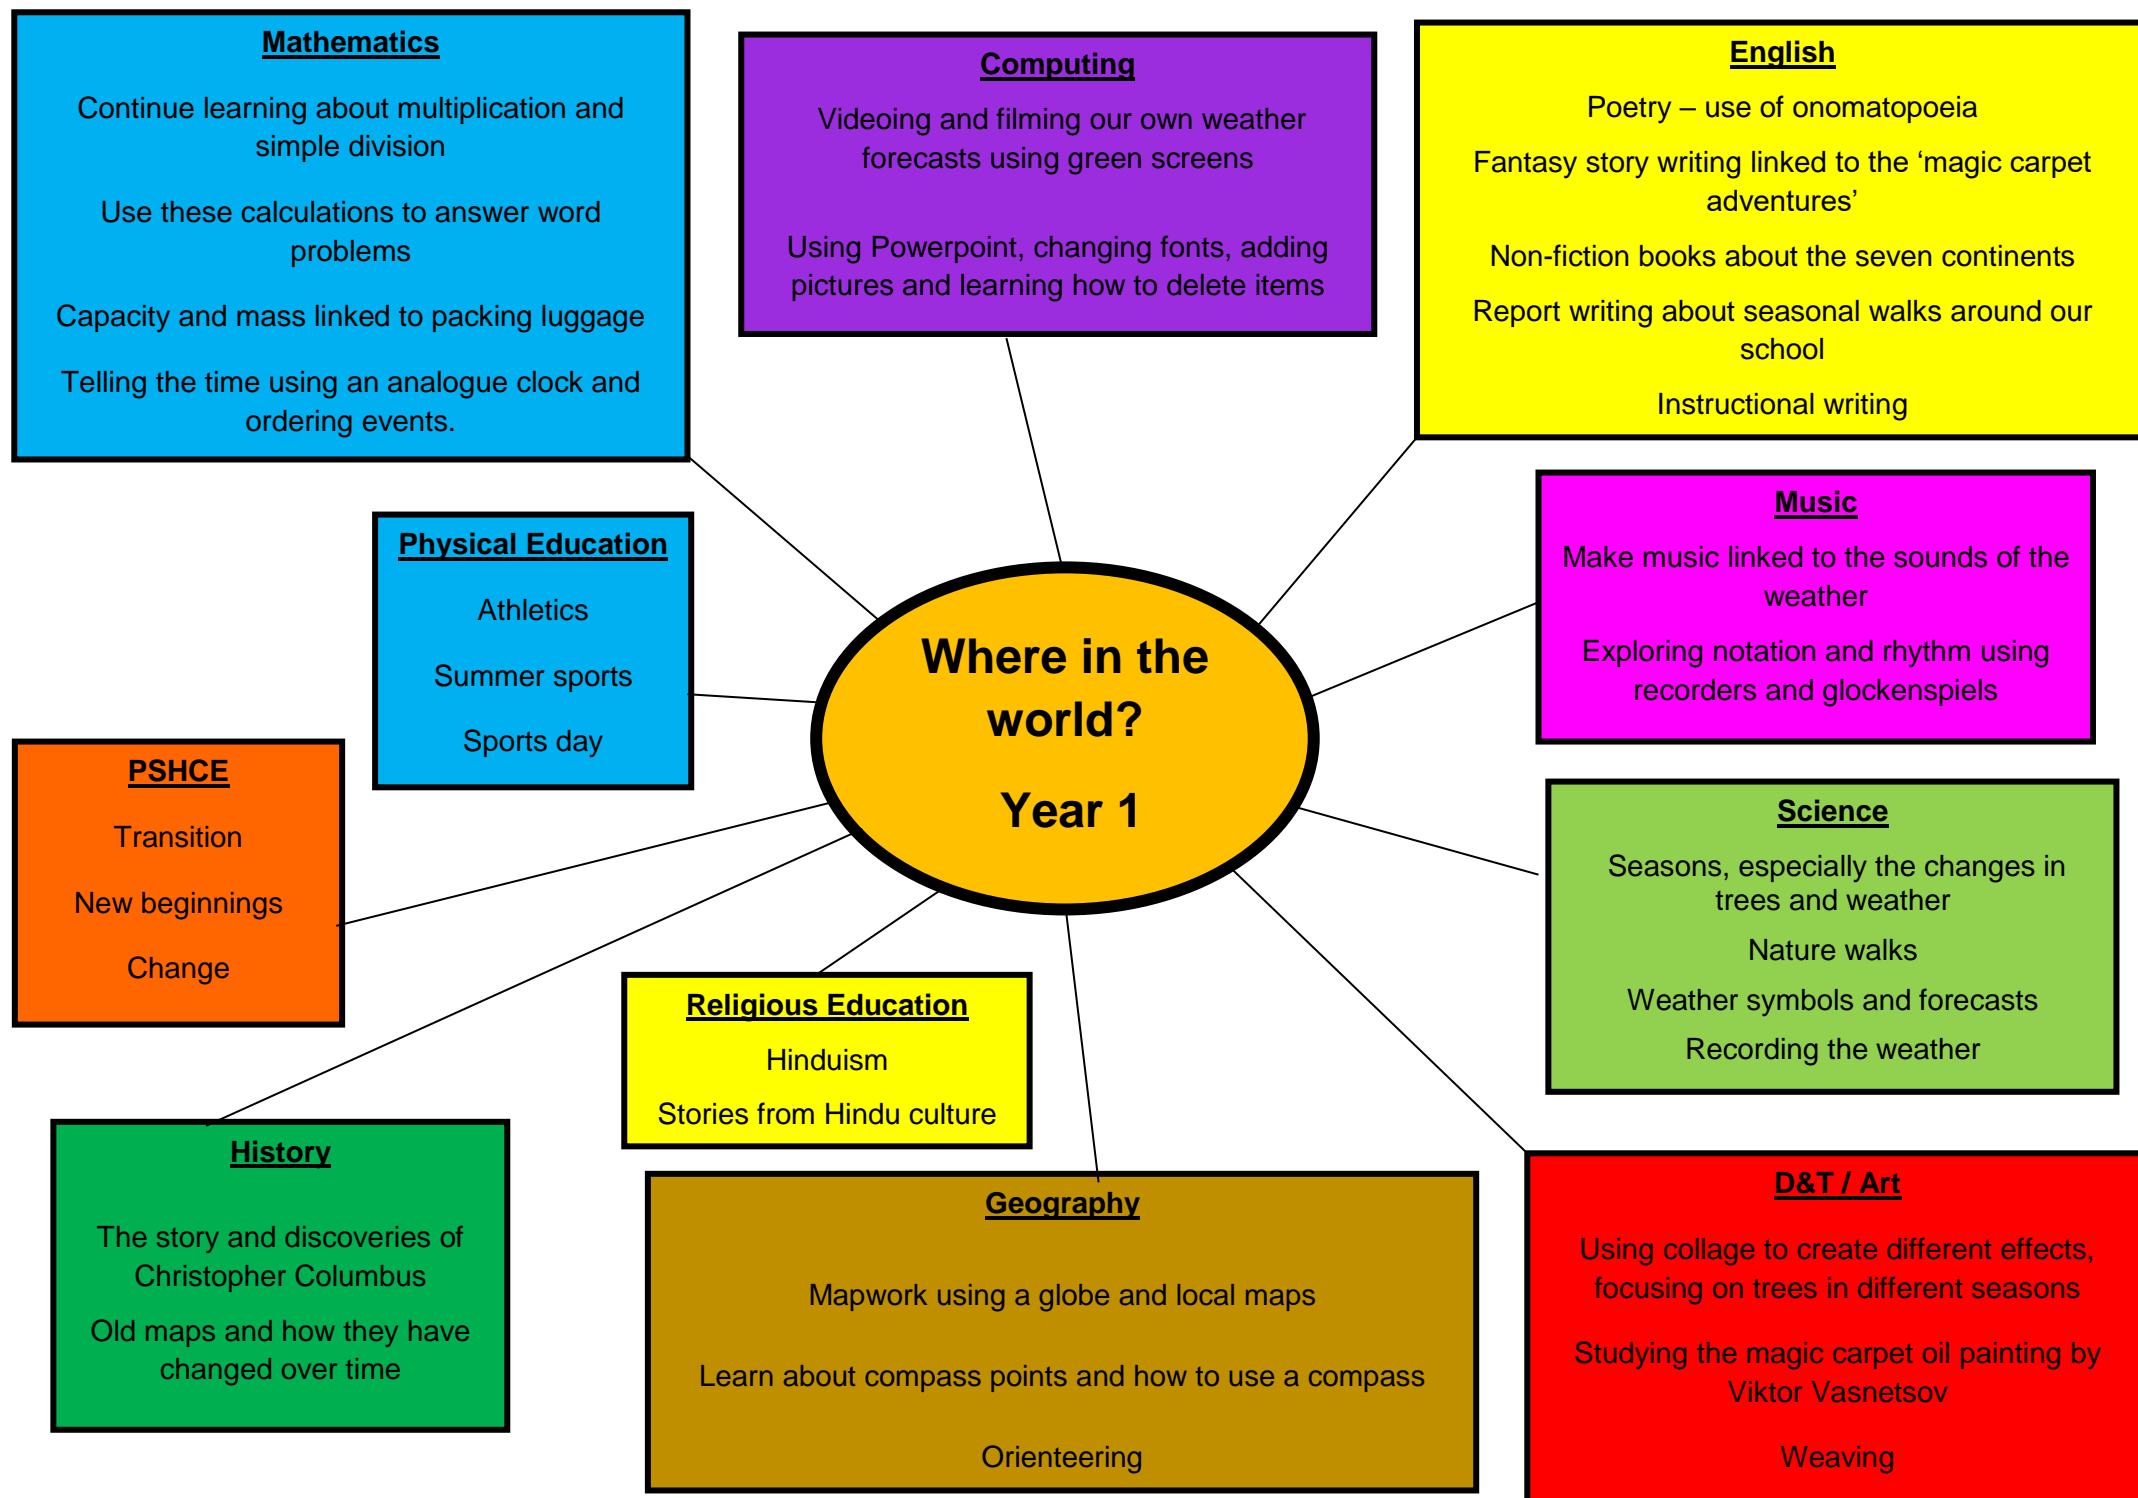 Mathematics
Continue learning about multiplication and
simple division
Use these calculations to answer word
problems
Capacity and mass linked to packing luggage
Telling the time using an analogue clock and
ordering events.
Computing
Videoing and filming our own weather
forecasts using green screens
Using Powerpoint, changing fonts, adding
pictures and learning how to delete items
English
Poetry – use of onomatopoeia
Fantasy story writing linked to the ‘magic carpet
adventures’
Non-fiction books about the seven continents
Report writing about seasonal walks around our
school
Instructional writing
Physical Education
Athletics
Summer sports
Sports day
Where in the
world?
Year 1
Music
Make music linked to the sounds of the
weather
Exploring notation and rhythm using
recorders and glockenspiels
PSHCE
Transition
New beginnings
Change
Science
Seasons, especially the changes in
trees and weather
Nature walks
Weather symbols and forecasts
Recording the weather
Religious Education
Hinduism
Stories from Hindu culture
History
The story and discoveries of
Christopher Columbus
Old maps and how they have
changed over time
Geography
Mapwork using a globe and local maps
Learn about compass points and how to use a compass
Orienteering
D&T / Art
Using collage to create different effects,
focusing on trees in different seasons
Studying the magic carpet oil painting by
Viktor Vasnetsov
Weaving